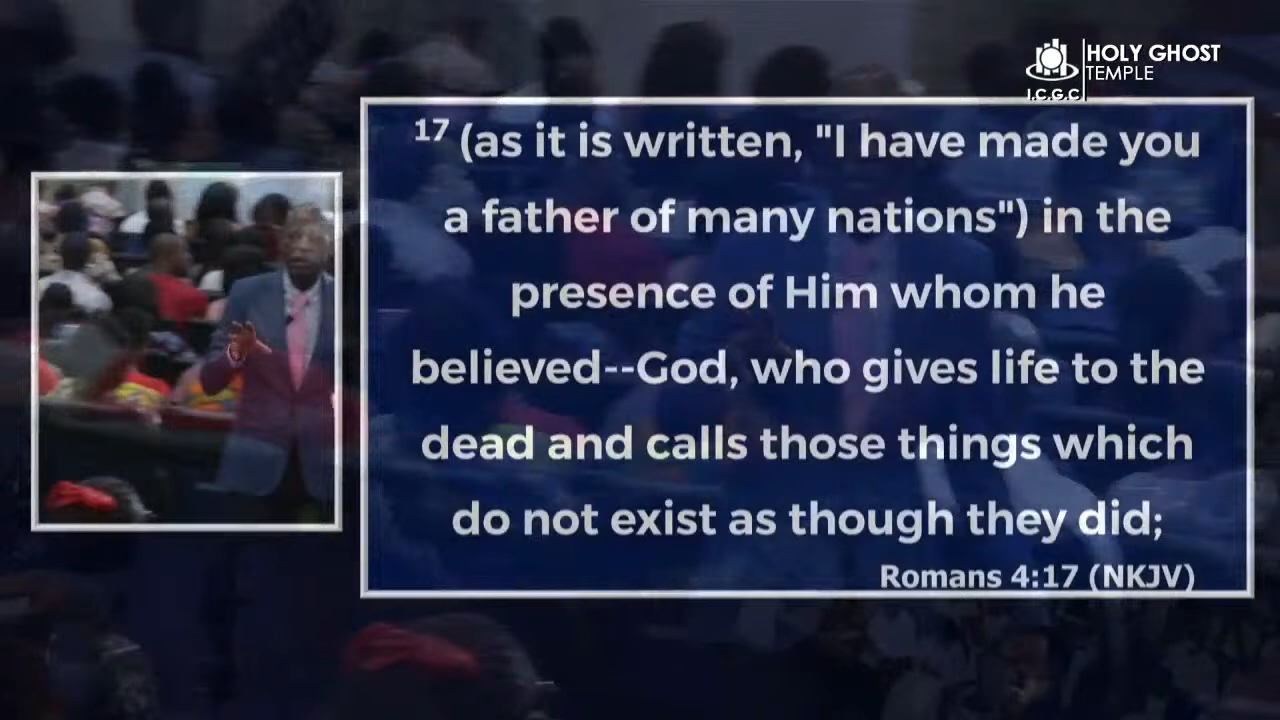 HOLY GHOST
TEMPLE
I.C.G.C
17 (as it is written, "I have made you
a father of many nations") in the
presence of Him whom he
believed--God, who gives life to the
dead and calls those things which
do not exist as though they did;
Romans 4:17 (NKJV)